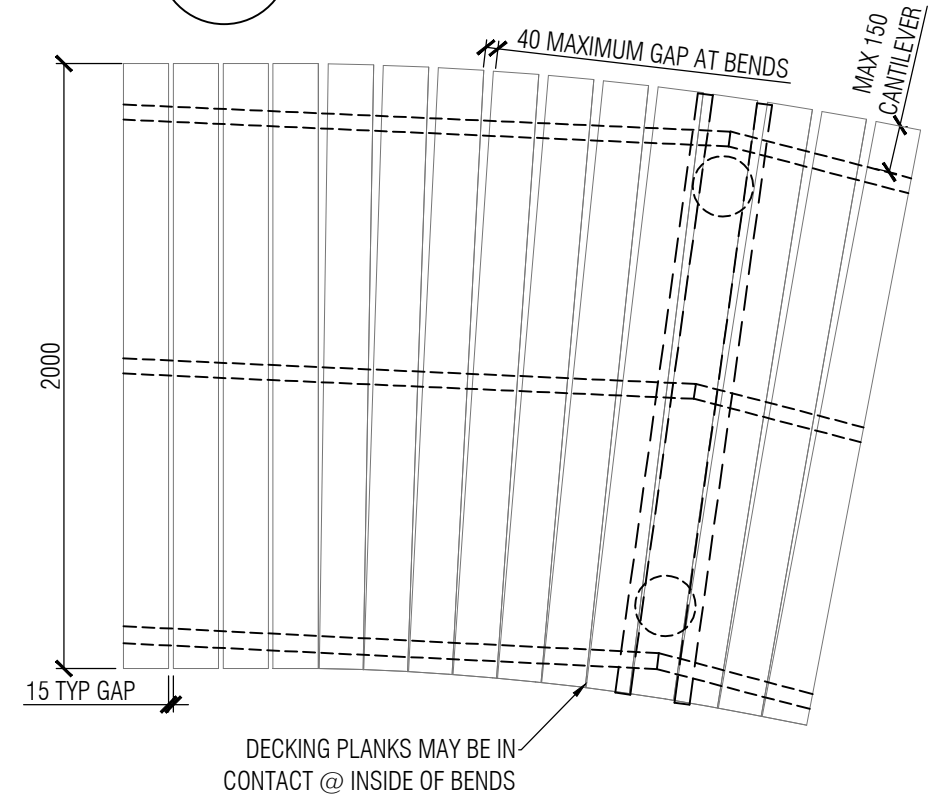 40 MAXIMUM GAP AT BENDS
MAX 150
CANTILEVER
2000
15 TYP GAP
DECKING PLANKS MAY BE IN
CONTACT @ INSIDE OF BENDS